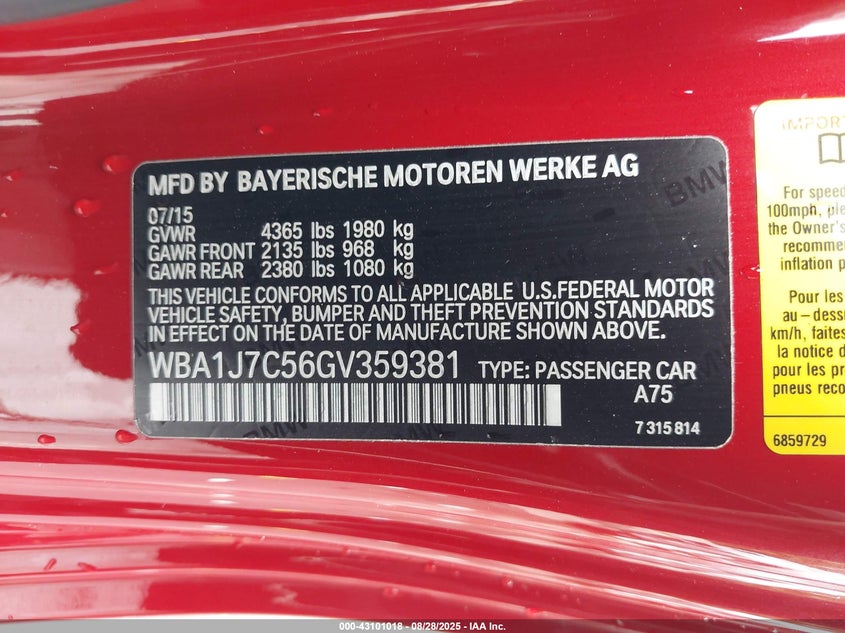 MFD BY BAYERISCHE MOTOREN WERKE AG
07/15
GVWR 4365 lbs 1980 kg
GAWR FRONT 2135 lbs 968 kg
GAWR REAR 2380 lbs 1080 kg
THIS VEHICLE CONFORMS TO ALL APPLICABLE U.S.FEDERAL MOTOR
VEHICLE SAFETY, BUMPER AND THEFT PREVENTION STANDARDS
IN EFFECT ON THE DATE OF MANUFACTURE SHOWN ABOVE.
WBA1J7C56GV359381 TYPE: PASSENGER CAR
A75
7 315 814
For speed
100mph,
the Owner's
recomme
inflation p
Pour les
au-dess
km/h, faites
la notice
pour les pr
pneus reco
6859729
000-43101018 - 08/28/2025 - IAA Inc.